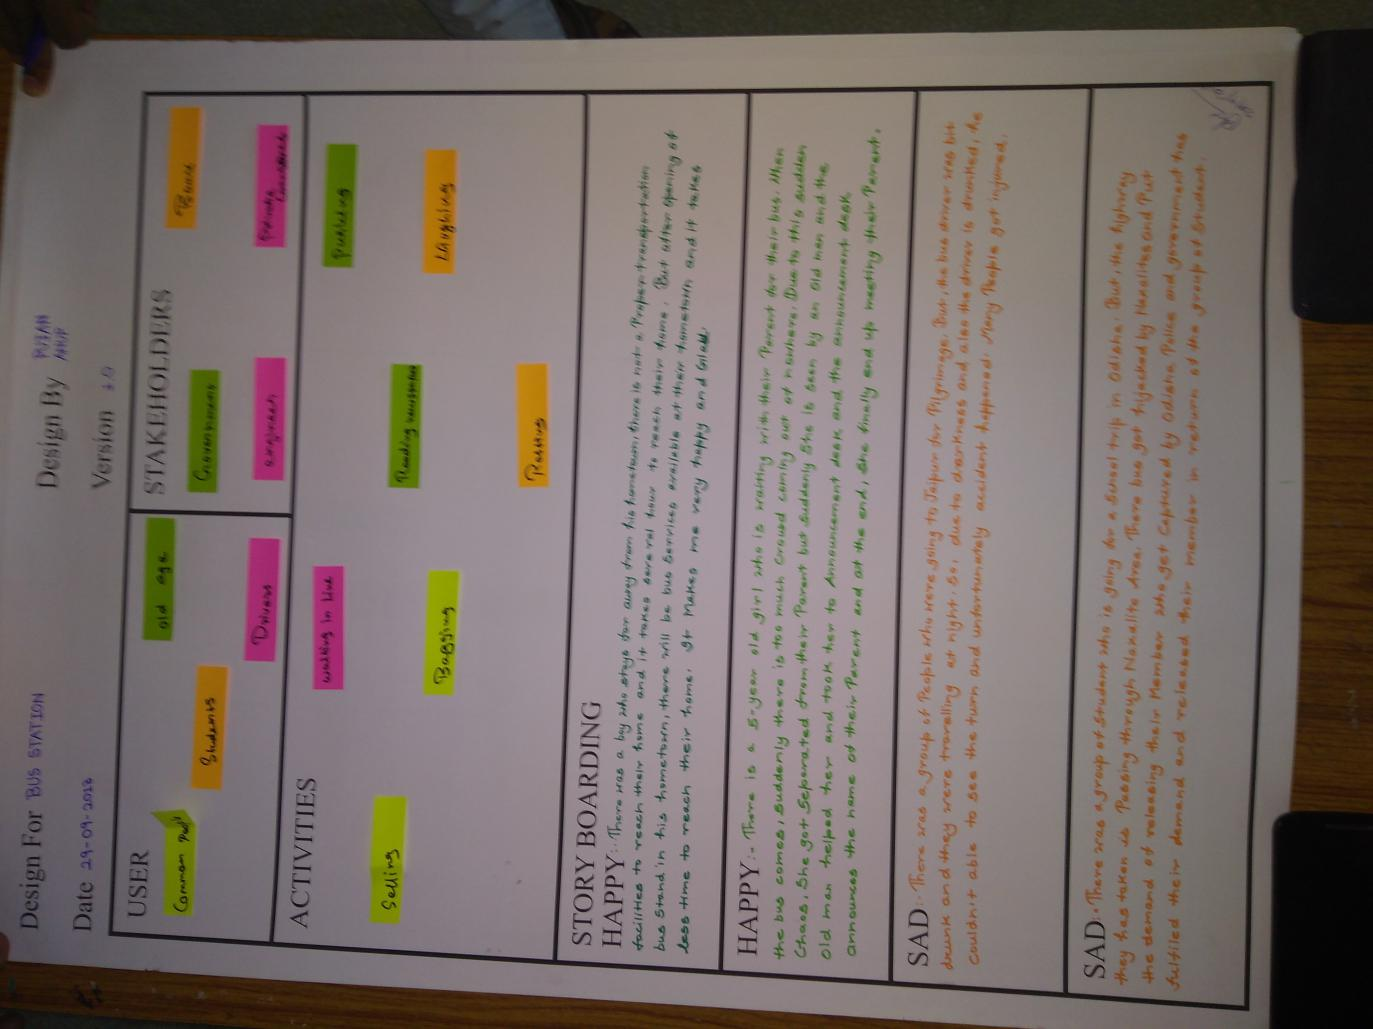 Design For BUS STATION
Design By KHAN
Date 29-09-2018
Version 1.0
USER
Common
Students
old age
Drivers
STAKEHOLDERS
Government
engineer
Private
ACTIVITIES
Selling
waiting in line
Bagging
Reading newspaper
Passing
Laughing
STORY BOARDING
HAPPY:- There was a boy who stays far away from his hometown, there is not a Proper transportation
facilities to reach their home and it takes several hour to reach their home. But after opening of
bus stand in his hometown, there will be bus services available at their hometown and it takes
less time to reach their home. It Makes me very happy and Glad.
HAPPY:- There is a 5-year old girl who is waiting with their Parent for their bus. When
the bus comes, suddenly there is too much croud coming out of nowhere. Due to this sudden
Chaos, She got Separated from their Parent but suddenly She is seen by an old man and the
old man helped her and took her to Announcement desk and the announcement desk
announces the name of their Parent and at the end, She finally end up meeting their Parent.
SAD:- There was a group of People who were going to Jaipur for Pilgrimage. But, the bus driver was bit
drunk and they were travelling at night. So, due to darkness and also the driver is drunked, he
couldn't able to see the turn and unfortunately accident happened. Many People got injured.
SAD:- There was a group of Student who is going for a School trip in Odisha. But, the highway
they has taken is Passing through Naxalite Area. There bus got hijacked by Naxalites and Put
the demand of releasing their Member who get Captured by Odisha Police and government has
fulfilled their demand and released their member in return of the group of Student.